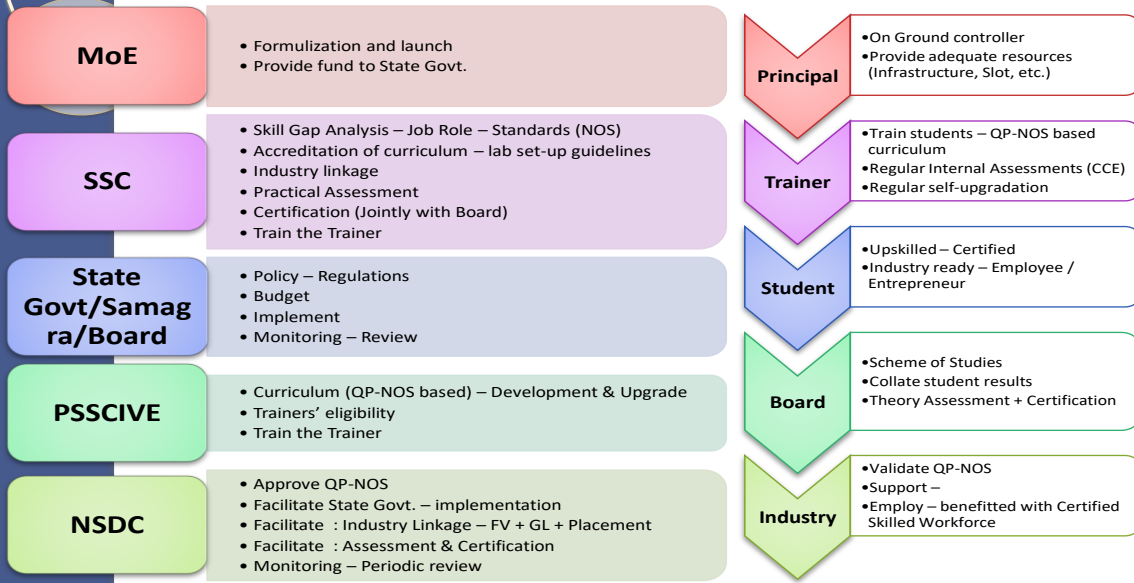 MoE
• Formulization and launch
• Provide fund to State Govt.
SSC
• Skill Gap Analysis – Job Role – Standards (NOS)
• Accreditation of curriculum – lab set-up guidelines
• Industry linkage
• Practical Assessment
• Certification (Jointly with Board)
• Train the Trainer
State
Govt/Samag
ra/Board
• Policy – Regulations
• Budget
• Implement
• Monitoring – Review
PSSCIVE
• Curriculum (QP-NOS based) – Development & Upgrade
• Trainers’ eligibility
• Train the Trainer
NSDC
• Approve QP-NOS
• Facilitate State Govt. – implementation
• Facilitate : Industry Linkage – FV + GL + Placement
• Facilitate : Assessment & Certification
• Monitoring – Periodic review
Principal
•On Ground controller
•Provide adequate resources
(Infrastructure, Slot, etc.)
Trainer
•Train students – QP-NOS based
curriculum
•Regular Internal Assessments (CCE)
•Regular self-upgradation
Student
•Upskilled – Certified
•Industry ready – Employee /
Entrepreneur
Board
•Scheme of Studies
•Collate student results
•Theory Assessment + Certification
Industry
•Validate QP-NOS
•Support –
•Employ – benefitted with Certified
Skilled Workforce